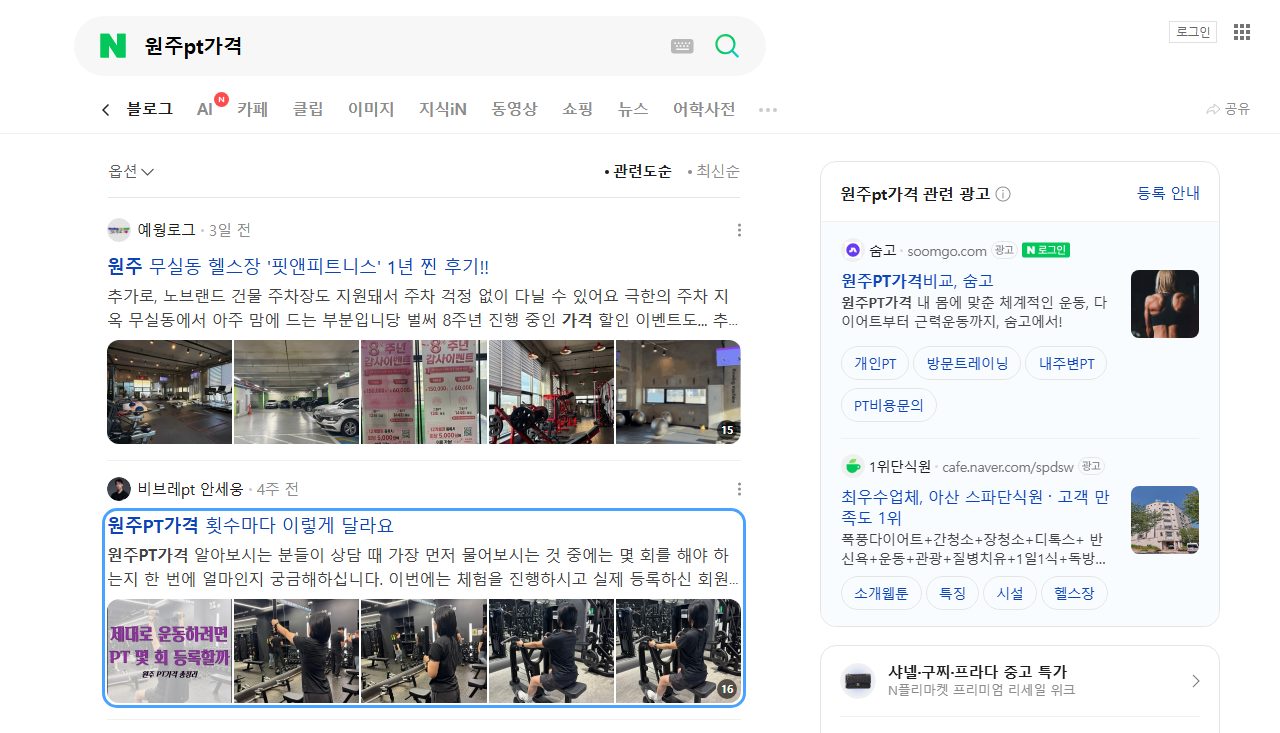 원주pt가격
로그인
블로그 AI N 카페 클립 이미지 지식iN 동영상 쇼핑 뉴스 어학사전
공유
옵션
• 관련도순 • 최신순
예웡로그 · 3일 전
원주 무실동 헬스장 '핏앤피트니스' 1년 찐 후기!!
추가로, 노브랜드 건물 주차장도 지원돼서 주차 걱정 없이 다닐 수 있어요 극한의 주차 지
옥 무실동에서 아주 맘에 드는 부분입니당 벌써 8주년 진행 중인 가격 할인 이벤트도... 추...
8주년
감사이벤트
15
비브레pt 안세웅 · 4주 전
원주PT가격 횟수마다 이렇게 달라요
원주PT가격 알아보시는 분들이 상담 때 가장 먼저 물어보시는 것 중에는 몇 회를 해야 하
는지 한 번에 얼마인지 궁금해하십니다. 이번에는 체험을 진행하시고 실제 등록하신 회원...
제대로 운동하려면
PT 몇 회 등록할까
원주 PT가격 총정리
16
원주pt가격 관련 광고
등록 안내
숨고 · soomgo.com 광고 N 로그인
원주PT가격비교, 숨고
원주PT가격 내 몸에 맞춘 체계적인 운동, 다
이어트부터 근력운동까지, 숨고에서!
개인PT 방문트레이닝 내주변PT
PT비용문의
1위단식원 · cafe.naver.com/spdsw 광고
최우수업체, 아산 스파단식원 · 고객 만
족도 1위
폭풍다이어트+간청소+장청소+디톡스+ 반
신욕+운동+관광+질병치유+1일1식+독방...
소개웹툰 특징 시설 헬스장
샤넬·구찌·프라다 중고 특가
N플리마켓 프리미엄 리세일 위크